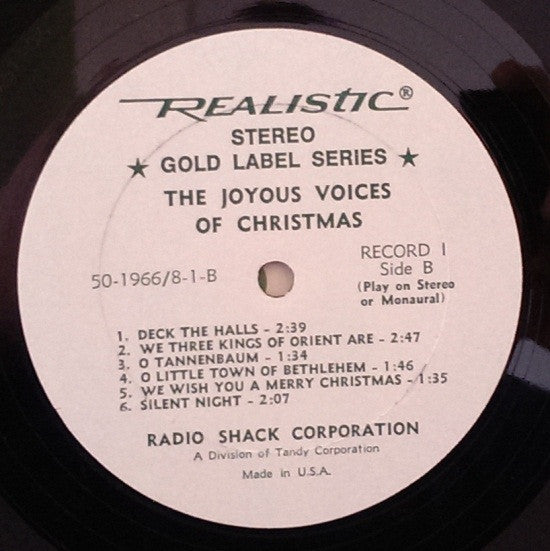 REALISTIC®
STEREO
★ GOLD LABEL SERIES ★
THE JOYOUS VOICES
OF CHRISTMAS
50-1966/8-1-B
RECORD I
Side B
(Play on Stereo
or Monaural)
1. DECK THE HALLS - 2:39
2. WE THREE KINGS OF ORIENT ARE - 2:47
3. O TANNENBAUM - 1:34
4. O LITTLE TOWN OF BETHLEHEM - 1:46
5. WE WISH YOU A MERRY CHRISTMAS - 1:35
6. SILENT NIGHT - 2:07
RADIO SHACK CORPORATION
A Division of Tandy Corporation
Made in U.S.A.